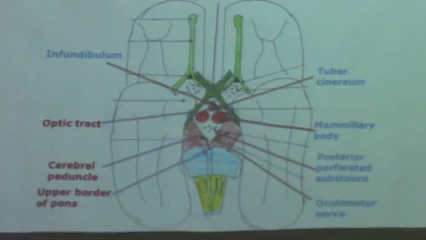 Infundibulum
Optic tract
Cerebral
peduncle
Upper border
of pons
Tuber
cinereum
Mammillary
body
Posterior
perforated
substance
Oculomotor
nerve